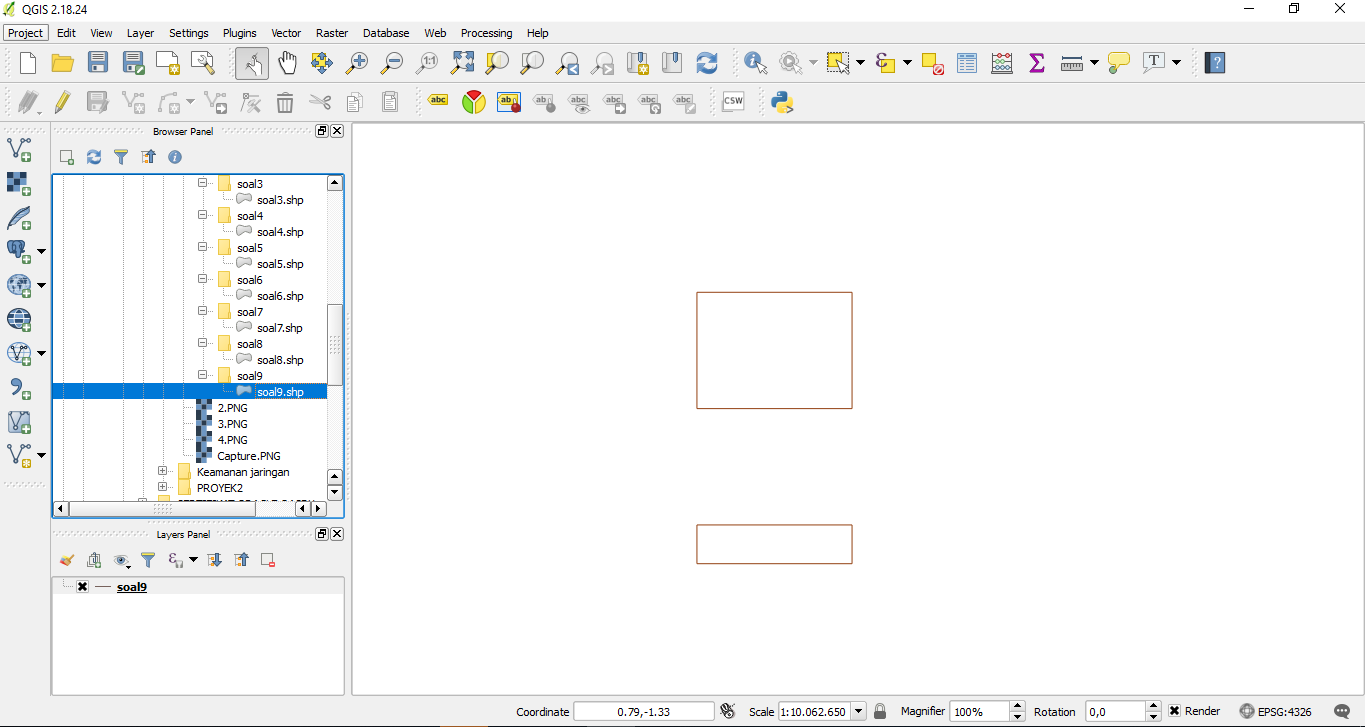 QGIS 2.18.24
Project Edit View Layer Settings Plugins Vector Raster Database Web Processing Help
1:1 T ?
abc ab ab abc abc abc abc CSW
Browser Panel
soal3
soal3.shp
soal4
soal4.shp
soal5
soal5.shp
soal6
soal6.shp
soal7
soal7.shp
soal8
soal8.shp
soal9
soal9.shp
2.PNG
3.PNG
4.PNG
Capture.PNG
Keamanan jaringan
PROYEK2
Layers Panel
soal9
Coordinate 0.79,-1.33 Scale 1:10.062.650 Magnifier 100% Rotation 0,0 Render EPSG:4326